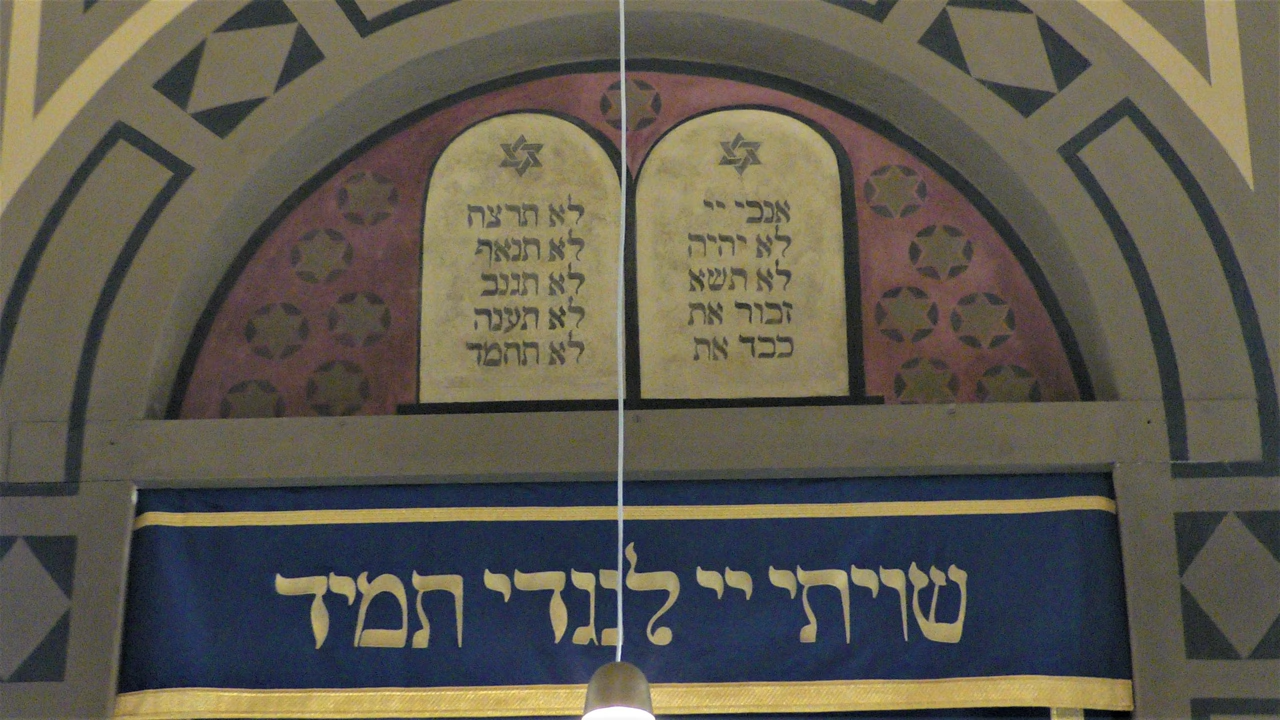 אנכי יי
לא יהיה
לא תשא
זכור את
כבד את
לא תרצח
לא תנאף
לא תגנב
לא תענה
לא תחמד
שויתי יי לנגדי תמיד